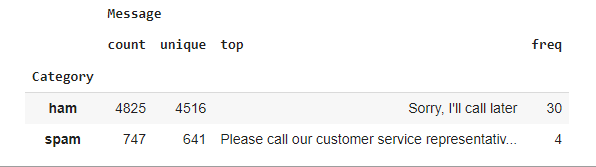 Message
count unique top freq
Category
ham 4825 4516 Sorry, I'll call later 30
spam 747 641 Please call our customer service representativ... 4